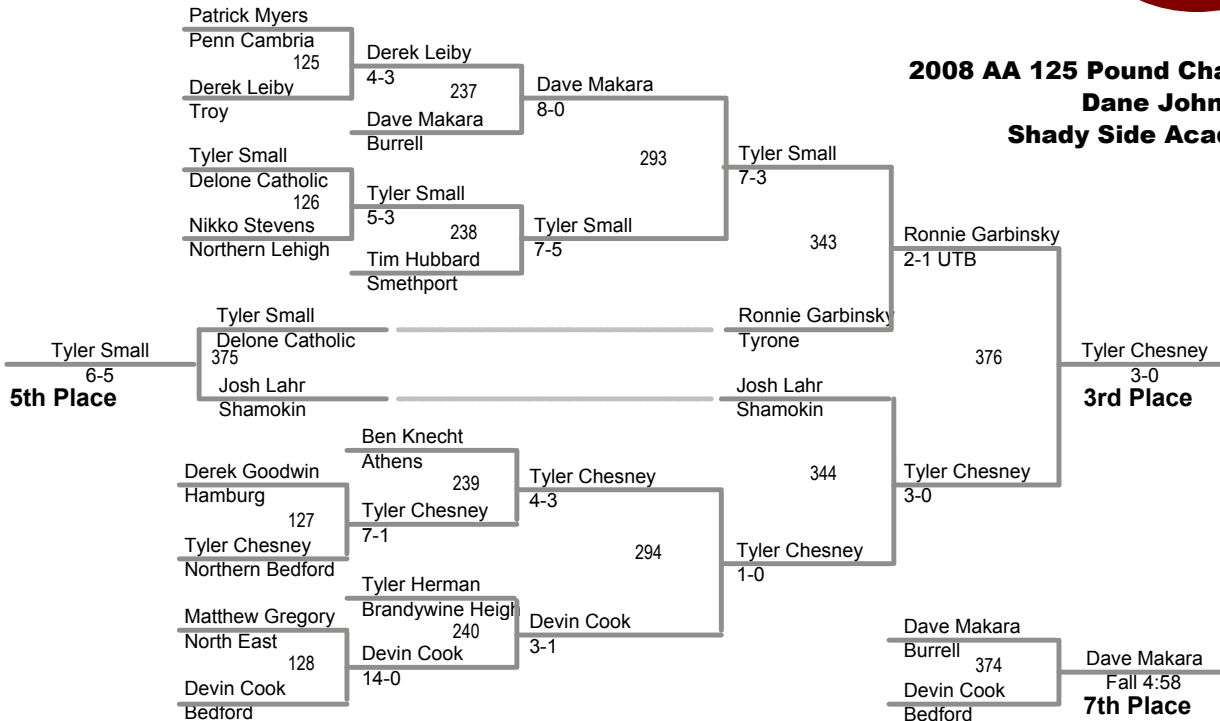 Patrick Myers
Penn Cambria
125
Derek Leiby
Troy
Derek Leiby
4-3
237
Dave Makara
Burrell
Dave Makara
8-0
2008 AA 125 Pound Cha
Dane John
Shady Side Aca
Tyler Small
Delone Catholic
126
Nikko Stevens
Northern Lehigh
Tyler Small
5-3
238
Tim Hubbard
Smethport
Tyler Small
7-5
293
Tyler Small
7-3
343
Ronnie Garbinsky
Tyrone
Ronnie Garbinsky
2-1 UTB
Tyler Small
Delone Catholic
375
Josh Lahr
Shamokin
Tyler Small
6-5
5th Place
Josh Lahr
Shamokin
376
Tyler Chesney
3-0
3rd Place
Ben Knecht
Athens
239
Derek Goodwin
Hamburg
127
Tyler Chesney
Northern Bedford
Tyler Chesney
7-1
Tyler Chesney
4-3
344
Tyler Chesney
3-0
294
Tyler Chesney
1-0
Tyler Herman
Brandywine Heigh
240
Matthew Gregory
North East
128
Devin Cook
Bedford
Devin Cook
14-0
Devin Cook
3-1
Dave Makara
Burrell
374
Devin Cook
Bedford
Dave Makara
Fall 4:58
7th Place